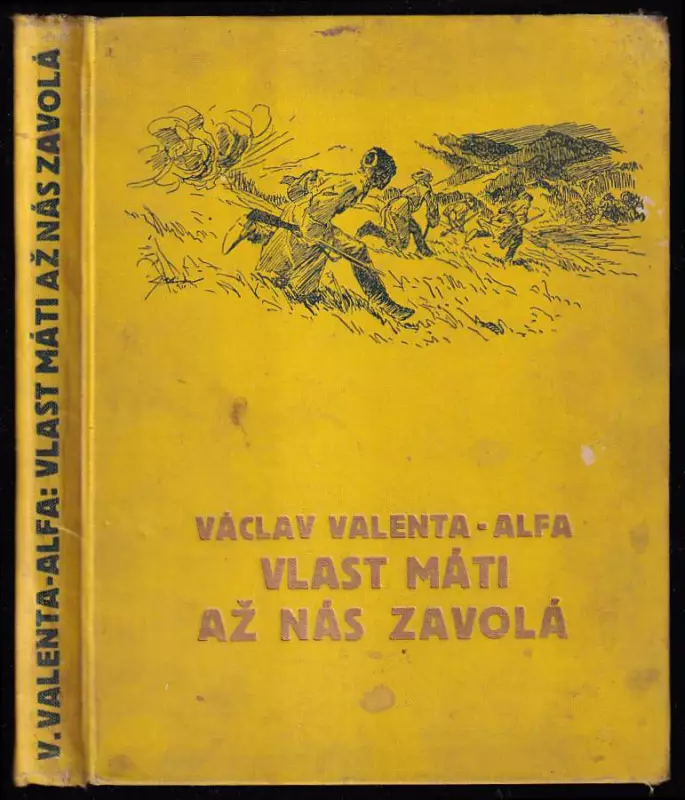 V. VALENTA-ALFA: VLAST MÁTI AŽ NÁS ZAVOLÁ
VÁCLAV VALENTA-ALFA
VLAST MÁTI
AŽ NÁS ZAVOLÁ